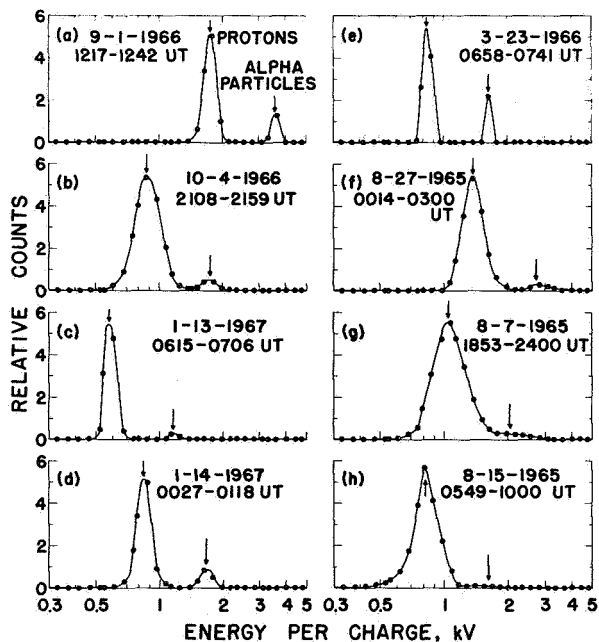 RELATIVE COUNTS
6
4
2
0
(a) 9-1-1966
1217-1242 UT
PROTONS
ALPHA
PARTICLES
6
4
2
0
(b) 10-4-1966
2108-2159 UT
6
4
2
0
(c) 1-13-1967
0615-0706 UT
6
4
2
0
(d) 1-14-1967
0027-0118 UT
0.3 0.5 1 2 3 4 5
(e) 3-23-1966
0658-0741 UT
(f) 8-27-1965
0014-0300
UT
(g) 8-7-1965
1853-2400 UT
(h) 8-15-1965
0549-1000 UT
0.3 0.5 1 2 3 4 5
ENERGY PER CHARGE, kV